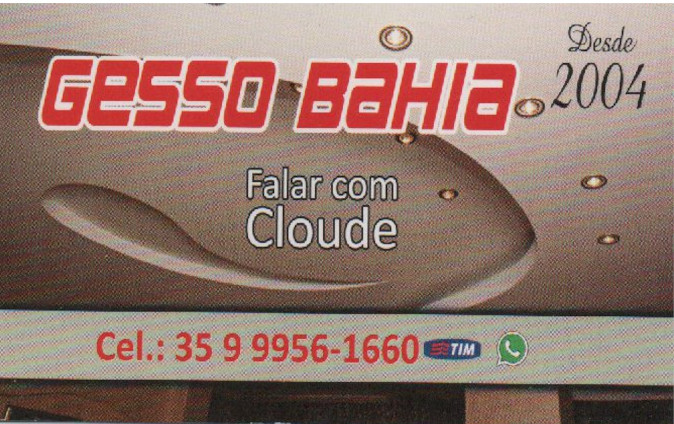 GESSO BAHIA
Desde
2004
Falar com
Cloude
Cel.: 35 9 9956-1660 TIM